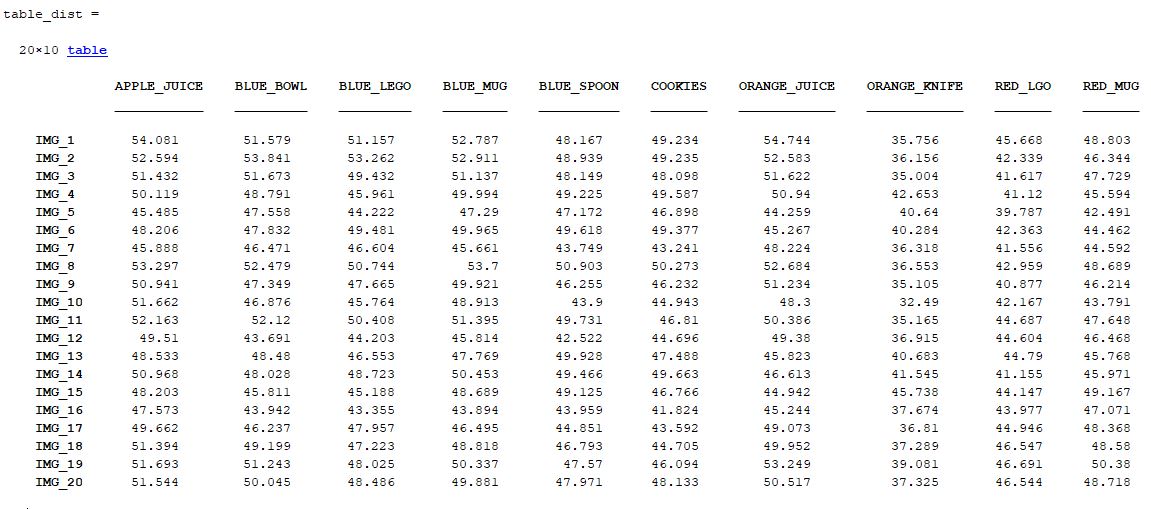 table_dist =
20×10 table
APPLE_JUICE BLUE_BOWL BLUE_LEGO BLUE_MUG BLUE_SPOON COOKIES ORANGE_JUICE ORANGE_KNIFE RED_LGO RED_MUG
IMG_1 54.081 51.579 51.157 52.787 48.167 49.234 54.744 35.756 45.668 48.803
IMG_2 52.594 53.841 53.262 52.911 48.939 49.235 52.583 36.156 42.339 46.344
IMG_3 51.432 51.673 49.432 51.137 48.149 48.098 51.622 35.004 41.617 47.729
IMG_4 50.119 48.791 45.961 49.994 49.225 49.587 50.94 42.653 41.12 45.594
IMG_5 45.485 47.558 44.222 47.29 47.172 46.898 44.259 40.64 39.787 42.491
IMG_6 48.206 47.832 49.481 49.965 49.618 49.377 45.267 40.284 42.363 44.462
IMG_7 45.888 46.471 46.604 45.661 43.749 43.241 48.224 36.318 41.556 44.592
IMG_8 53.297 52.479 50.744 53.7 50.903 50.273 52.684 36.553 42.959 48.689
IMG_9 50.941 47.349 47.665 49.921 46.255 46.232 51.234 35.105 40.877 46.214
IMG_10 51.662 46.876 45.764 48.913 43.9 44.943 48.3 32.49 42.167 43.791
IMG_11 52.163 52.12 50.408 51.395 49.731 46.81 50.386 35.165 44.687 47.648
IMG_12 49.51 43.691 44.203 45.814 42.522 44.696 49.38 36.915 44.604 46.468
IMG_13 48.533 48.48 46.553 47.769 49.928 47.488 45.823 40.683 44.79 45.768
IMG_14 50.968 48.028 48.723 50.453 49.466 49.663 46.613 41.545 41.155 45.971
IMG_15 48.203 45.811 45.188 48.689 49.125 46.766 44.942 45.738 44.147 49.167
IMG_16 47.573 43.942 43.355 43.894 43.959 41.824 45.244 37.674 43.977 47.071
IMG_17 49.662 46.237 47.957 46.495 44.851 43.592 49.073 36.81 44.946 48.368
IMG_18 51.394 49.199 47.223 48.818 46.793 44.705 49.952 37.289 46.547 48.58
IMG_19 51.693 51.243 48.025 50.337 47.57 46.094 53.249 39.081 46.691 50.38
IMG_20 51.544 50.045 48.486 49.881 47.971 48.133 50.517 37.325 46.544 48.718